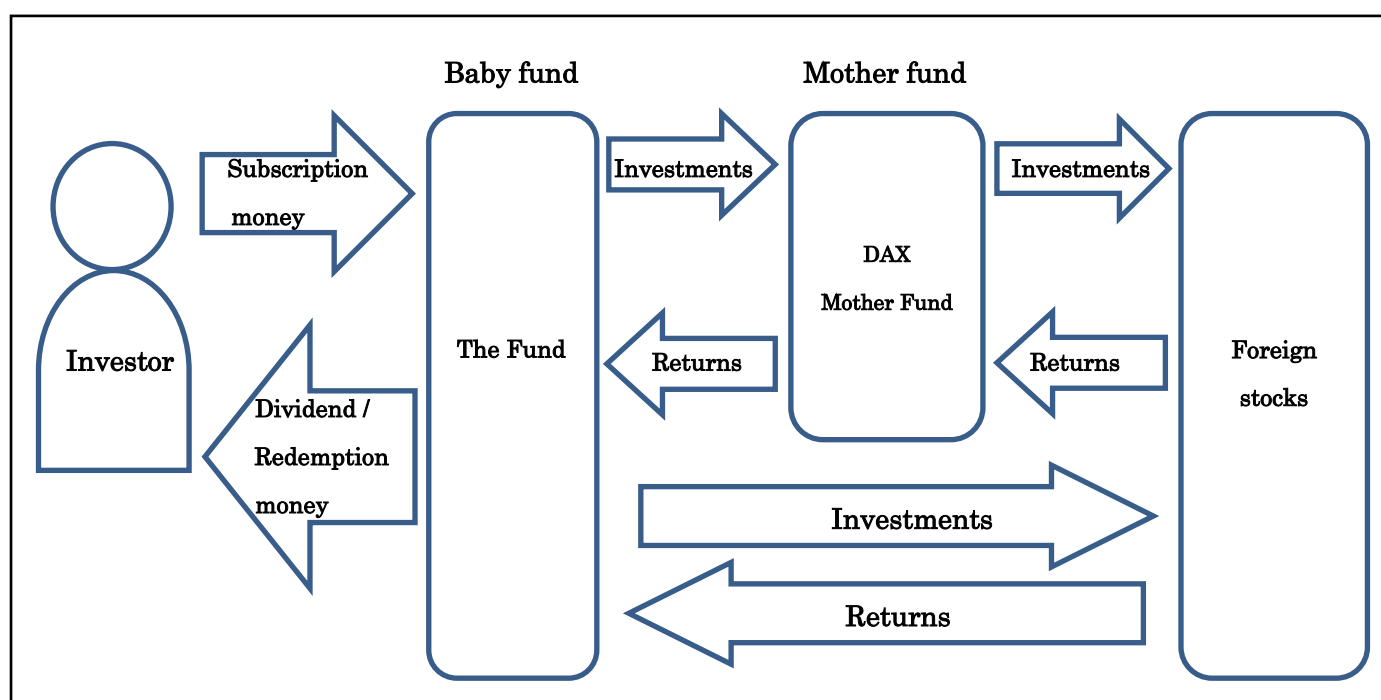 Baby fund
Mother fund
Subscription
money
Investments
Investments
DAX
Mother Fund
Investor
The Fund
Returns
Returns
Foreign
stocks
Dividend /
Redemption
money
Investments
Returns